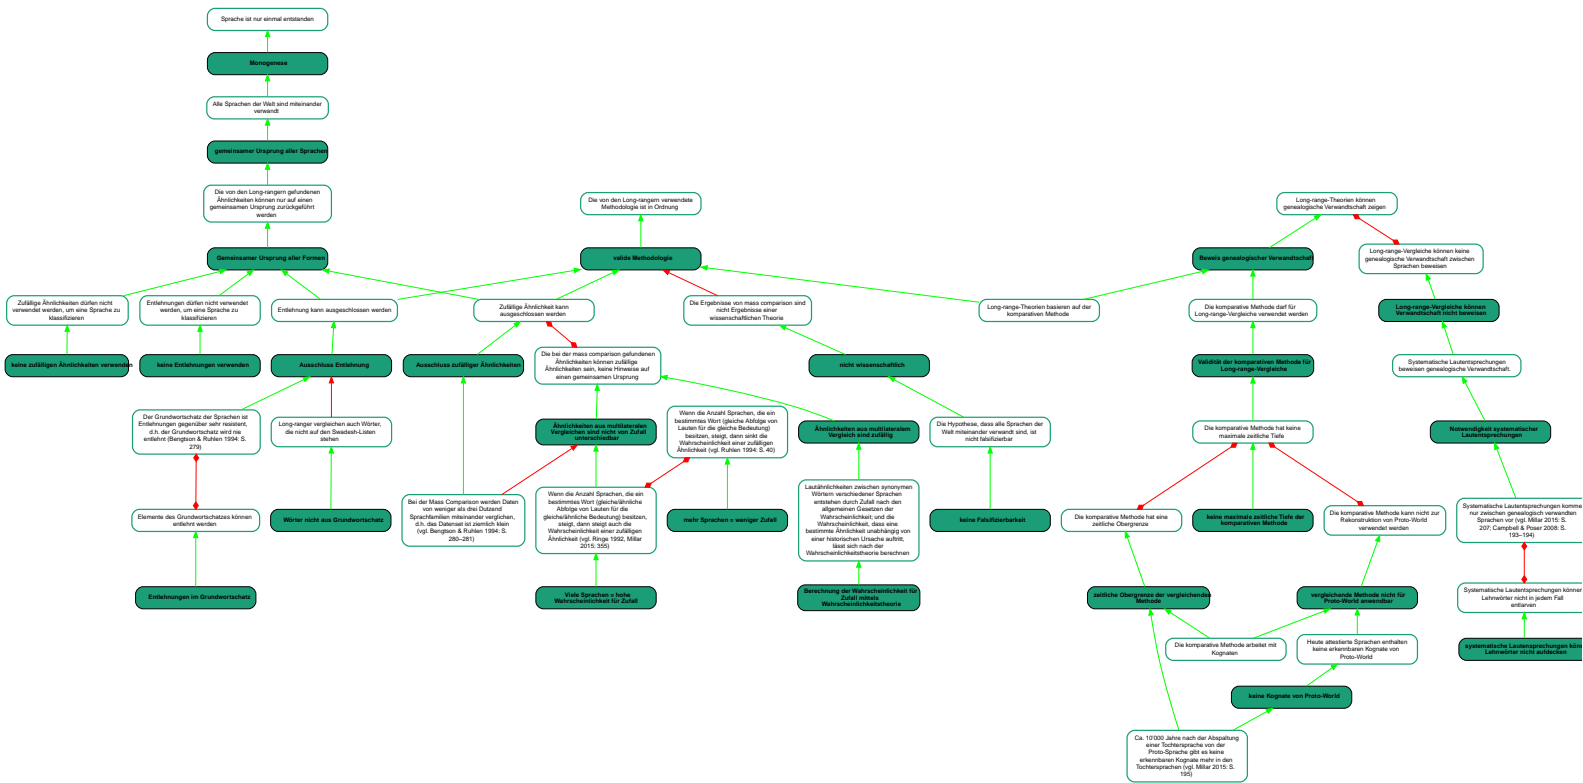 Sprache ist nur einmal entstanden
Monogenese
Alle Sprachen der Welt sind miteinander
verwandt
gemeinsamer Ursprung aller Sprachen
Die von den Long-rangern gefundenen
Ähnlichkeiten können nur auf einen
gemeinsamen Ursprung zurückgeführt
werden
Die von den Long-rangern verwendete
Methodologie ist in Ordnung
Long-range-Theorien können
genealogische Verwandtschaft zeigen
Gemeinsamer Ursprung aller Formen
valide Methodologie
Beweis genealogischer Verwandtschaft
Long-range-Vergleiche können keine
genealogische Verwandtschaft zwischen
Sprachen beweisen
Zufällige Ähnlichkeiten dürfen nicht
verwendet werden, um eine Sprache zu
klassifizieren
Entlehnungen dürfen nicht verwendet
werden, um eine Sprache zu
klassifizieren
Entlehnung kann ausgeschlossen werden
Zufällige Ähnlichkeit kann
ausgeschlossen werden
Die Ergebnisse von mass comparison sind
nicht Ergebnisse einer
wissenschaftlichen Theorie
Long-range-Theorien basieren auf der
komparativen Methode
Die komparative Methode darf für
Long-range-Vergleiche verwendet werden
Long-range-Vergleiche können
Verwandtschaft nicht beweisen
keine zufälligen Ähnlichkeiten verwenden
keine Entlehnungen verwenden
Ausschluss Entlehnung
Ausschluss zufälliger Ähnlichkeiten
Die bei der mass comparison gefundenen
Ähnlichkeiten können zufällige
Ähnlichkeiten sein, keine Hinweise auf
einen gemeinsamen Ursprung
nicht wissenschaftlich
Validität der komparativen Methode für
Long-range-Vergleiche
Systematische Lautentsprechungen
beweisen genealogische Verwandtschaft.
Der Grundwortschatz der Sprachen ist
Entlehnungen gegenüber sehr resistent,
d.h. der Grundwortschatz wird nie
entlehnt (Bengtson & Ruhlen 1994: S.
279)
Long-ranger vergleichen auch Wörter,
die nicht auf den Swadesh-Listen
stehen
Ähnlichkeiten aus multilateralen
Vergleichen sind nicht von Zufall
unterschiedbar
Wenn die Anzahl Sprachen, die ein
bestimmtes Wort (gleiche Abfolge von
Lauten für die gleiche Bedeutung)
besitzen, steigt, dann sinkt die
Wahrscheinlichkeit einer zufälligen
Ähnlichkeit (vgl. Ruhlen 1994: S. 40)
Ähnlichkeiten aus multilateralem
Vergleich sind zufällig
Die Hypothese, dass alle Sprachen der
Welt miteinander verwandt sind, ist
nicht falsifizierbar
Die komparative Methode hat keine
maximale zeitliche Tiefe
Notwendigkeit systematischer
Lautentsprechungen
Elemente des Grundwortschatzes können
entlehnt werden
Wörter nicht aus Grundwortschatz
Bei der Mass Comparison werden Daten
von weniger als drei Dutzend
Sprachfamilien miteinander verglichen,
d.h. das Datenset ist ziemlich klein
(vgl. Bengtson & Ruhlen 1994: S.
280–281)
Wenn die Anzahl Sprachen, die ein
bestimmtes Wort (gleiche/ähnliche
Abfolge von Lauten für die
gleiche/ähnliche Bedeutung) besitzen,
steigt, dann steigt auch die
Wahrscheinlichkeit einer zufälligen
Ähnlichkeit (vgl. Ringe 1992, Millar
2015: 355)
mehr Sprachen = weniger Zufall
Lautähnlichkeiten zwischen synonymen
Wörtern verschiedener Sprachen
entstehen durch Zufall nach den
allgemeinen Gesetzen der
Wahrscheinlichkeit; und die
Wahrscheinlichkeit, dass eine
bestimmte Ähnlichkeit unabhängig von
einer historischen Ursache auftritt,
lässt sich nach der
Wahrscheinlichkeitstheorie berechnen
keine Falsifizierbarkeit
Die komparative Methode hat eine
zeitliche Obergrenze
keine maximale zeitliche Tiefe der
komparativen Methode
Die komparative Methode kann nicht zur
Rekonstruktion von Proto-World
verwendet werden
Systematische Lautentsprechungen komme
nur zwischen genealogisch verwandten
Sprachen vor (vgl. Millar 2015: S.
207; Campbell & Poser 2008: S.
193–194)
Entlehnungen im Grundwortschatz
Viele Sprachen = hohe
Wahrscheinlichkeit für Zufall
Berechnung der Wahrscheinlichkeit für
Zufall mittels
Wahrscheinlichkeitstheorie
zeitliche Obergrenze der vergleichenden
Methode
vergleichende Methode nicht für
Proto-World anwendbar
Systematische Lautentsprechungen können
Lehnwörter nicht in jedem Fall
entlarven
Die komparative Methode arbeitet mit
Kognaten
Heute attestierte Sprachen enthalten
keine erkennbaren Kognate von
Proto-World
systematische Lautentsprechungen könne
Lehnwörter nicht aufdecken
keine Kognate von Proto-World
Ca. 10'000 Jahre nach der Abspaltung
einer Tochtersprache von der
Proto-Sprache gibt es keine
erkennbaren Kognate mehr in den
Tochtersprachen (vgl. Millar 2015: S.
195)